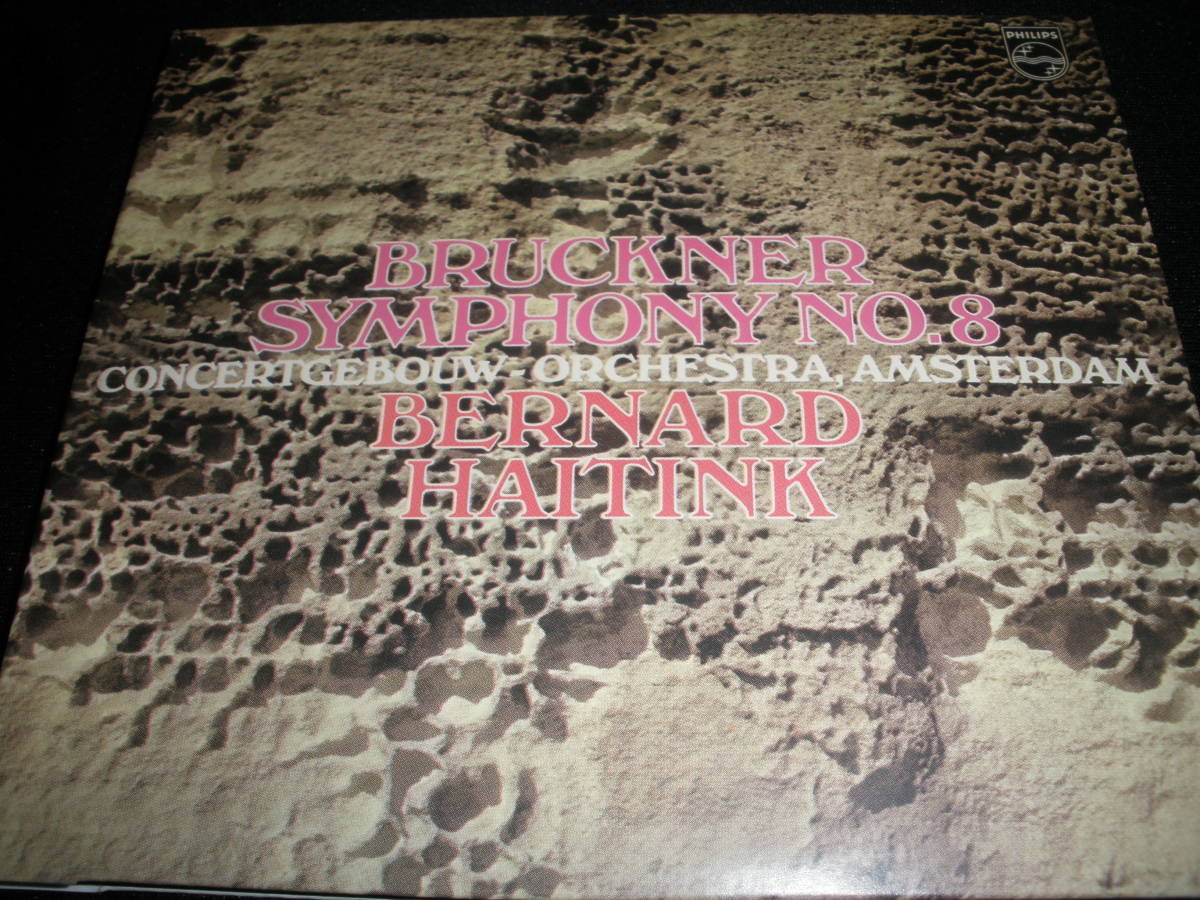 PHILIPS
BRUCKNER
SYMPHONY NO.8
CONCERTGEBOUW-ORCHESTRA, AMSTERDAM
BERNARD
HAITINK